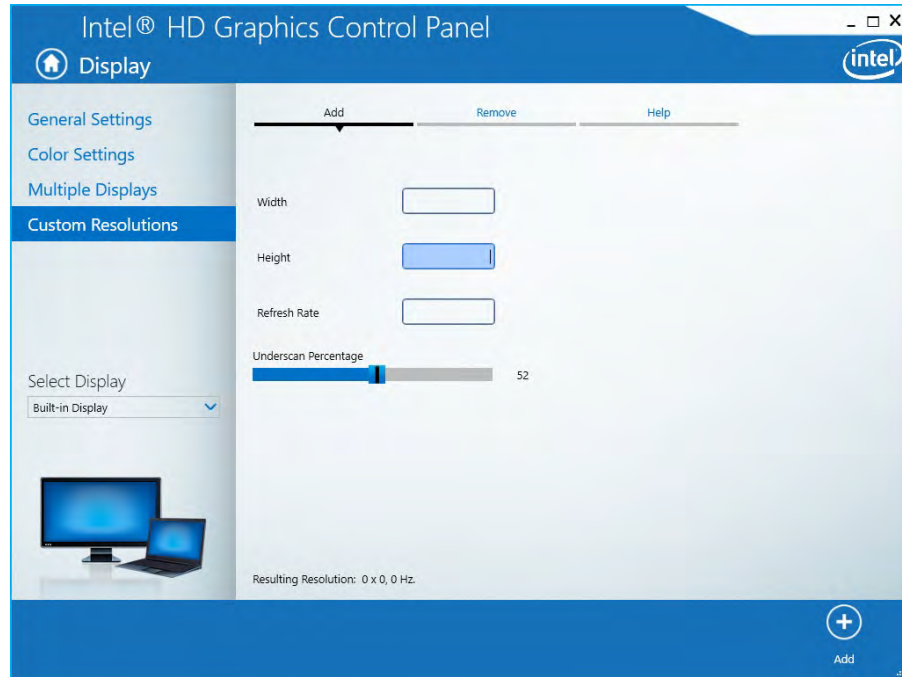 Intel® HD Graphics Control Panel
Display
intel
General Settings
Color Settings
Multiple Displays
Custom Resolutions
Select Display
Built-in Display
Add Remove Help
Width
Height
Refresh Rate
Underscan Percentage
52
Resulting Resolution: 0 x 0, 0 Hz.
Add